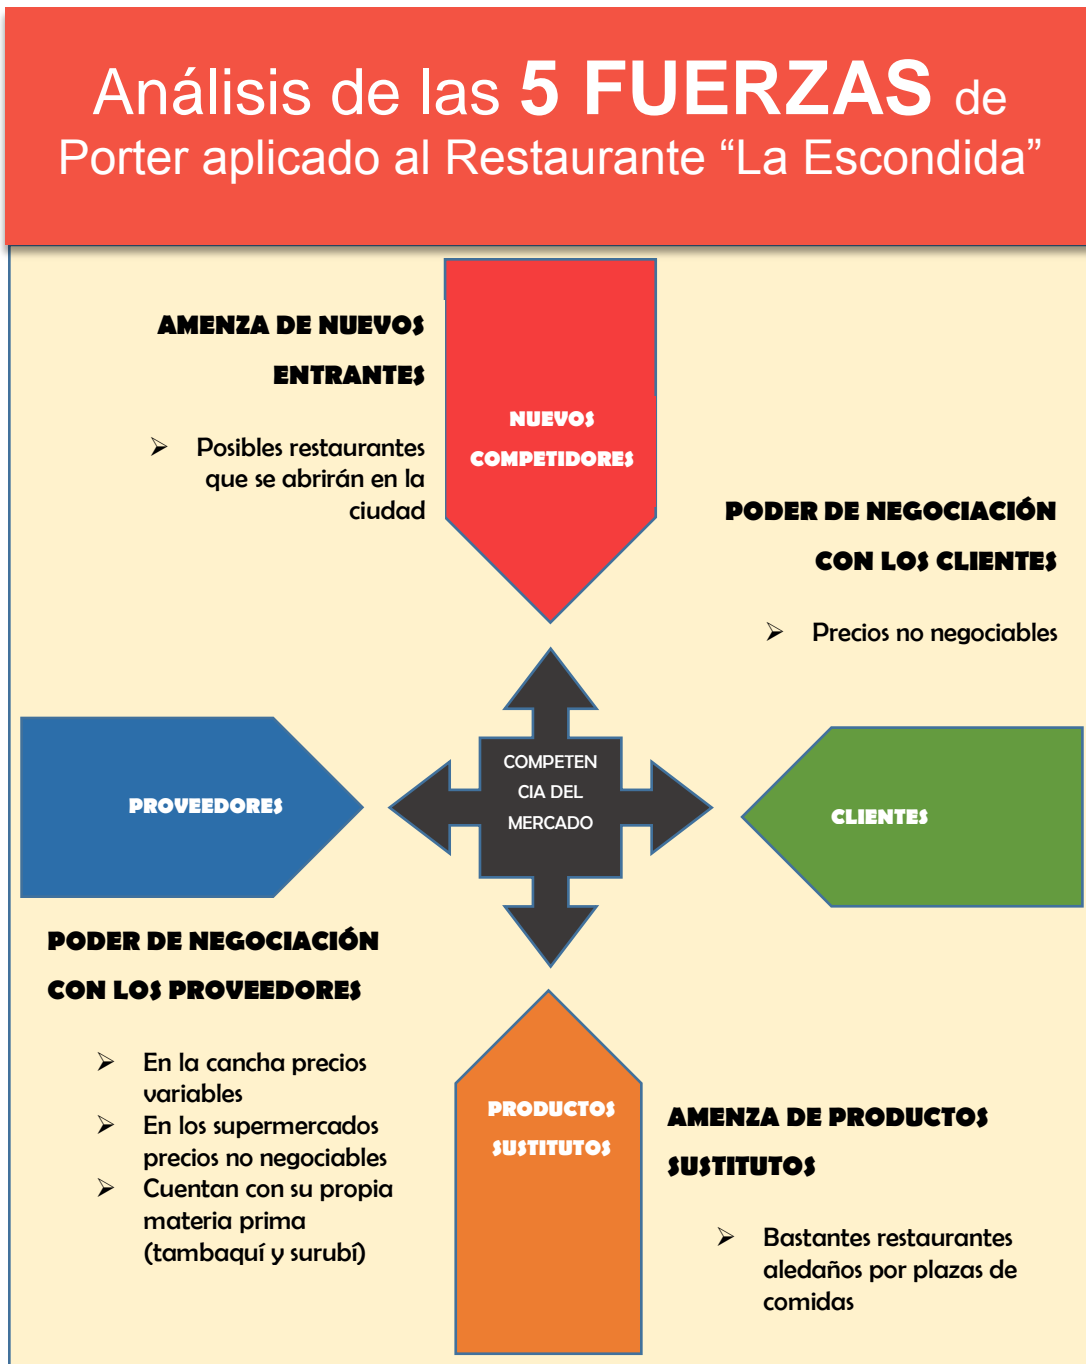 Análisis de las 5 FUERZAS de
Porter aplicado al Restaurante “La Escondida”
AMENZA DE NUEVOS
ENTRANTES
➢ Posibles restaurantes
que se abrirán en la
ciudad
NUEVOS
COMPETIDORES
PODER DE NEGOCIACIÓN
CON LOS CLIENTES
➢ Precios no negociables
PROVEEDORES
COMPETEN
CIA DEL
MERCADO
CLIENTES
PODER DE NEGOCIACIÓN
CON LOS PROVEEDORES
➢ En la cancha precios
variables
➢ En los supermercados
precios no negociables
➢ Cuentan con su propia
materia prima
(tambaquí y surubí)
PRODUCTOS
SUSTITUTOS
AMENZA DE PRODUCTOS
SUSTITUTOS
➢ Bastantes restaurantes
aledaños por plazas de
comidas